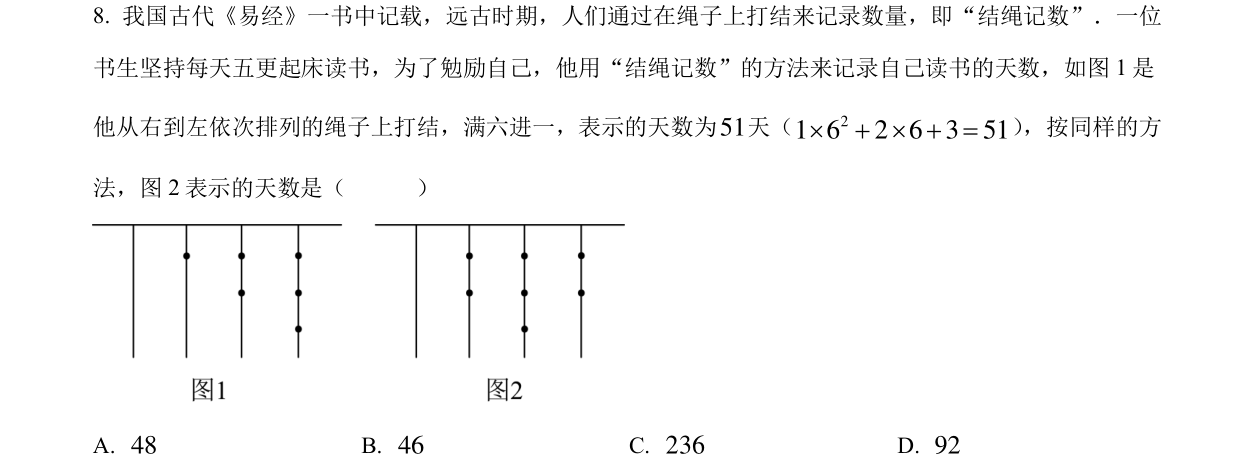 8. 我国古代《易经》一书中记载，远古时期，人们通过在绳子上打结来记录数量，即“结绳记数”．一位
书生坚持每天五更起床读书，为了勉励自己，他用“结绳记数”的方法来记录自己读书的天数，如图 1 是
他从右到左依次排列的绳子上打结，满六进一，表示的天数为51天（1×6²+2×6+3=51），按同样的方
法，图 2 表示的天数是（ ）
图1 图2
A. 48 B. 46 C. 236 D. 92